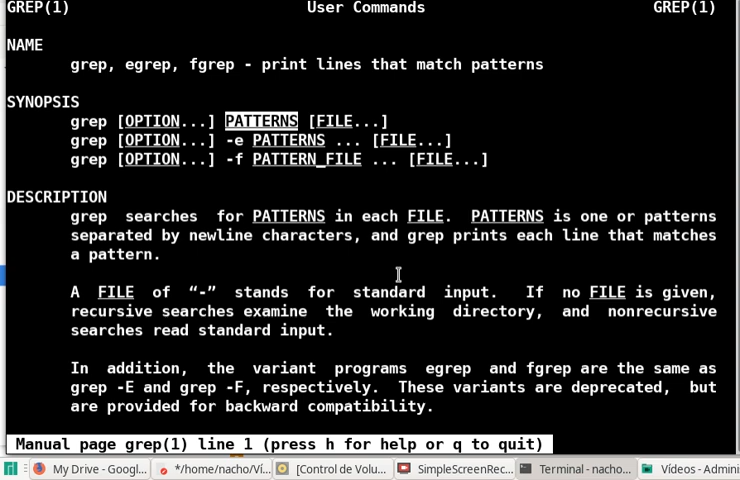 GREP(1) User Commands GREP(1)
NAME
grep, egrep, fgrep - print lines that match patterns
SYNOPSIS
grep [OPTION...] PATTERNS [FILE...]
grep [OPTION...] -e PATTERNS ... [FILE...]
grep [OPTION...] -f PATTERN_FILE ... [FILE...]
DESCRIPTION
grep searches for PATTERNS in each FILE. PATTERNS is one or patterns
separated by newline characters, and grep prints each line that matches
a pattern.
A FILE of “-” stands for standard input. If no FILE is given,
recursive searches examine the working directory, and nonrecursive
searches read standard input.
In addition, the variant programs egrep and fgrep are the same as
grep -E and grep -F, respectively. These variants are deprecated, but
are provided for backward compatibility.
Manual page grep(1) line 1 (press h for help or q to quit)
My Drive - Googl... */home/nacho/Ví... [Control de Volu... SimpleScreenRec... Terminal - nacho... Vídeos - Admini